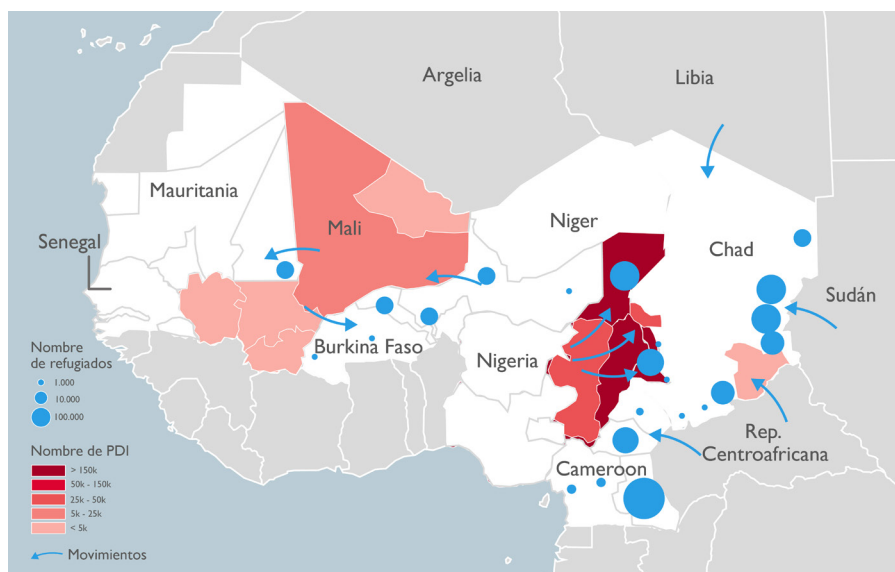 Argelia
Libia
Mauritania
Niger
Mali
Senegal
Chad
Sudán
Burkina Faso
Nigeria
Rep.
Centroafricana
Cameroon
Nombre
de refugiados
1.000
10.000
100.000
Nombre de PDI
> 150k
50k - 150k
25k - 50k
5k - 25k
< 5k
Movimientos